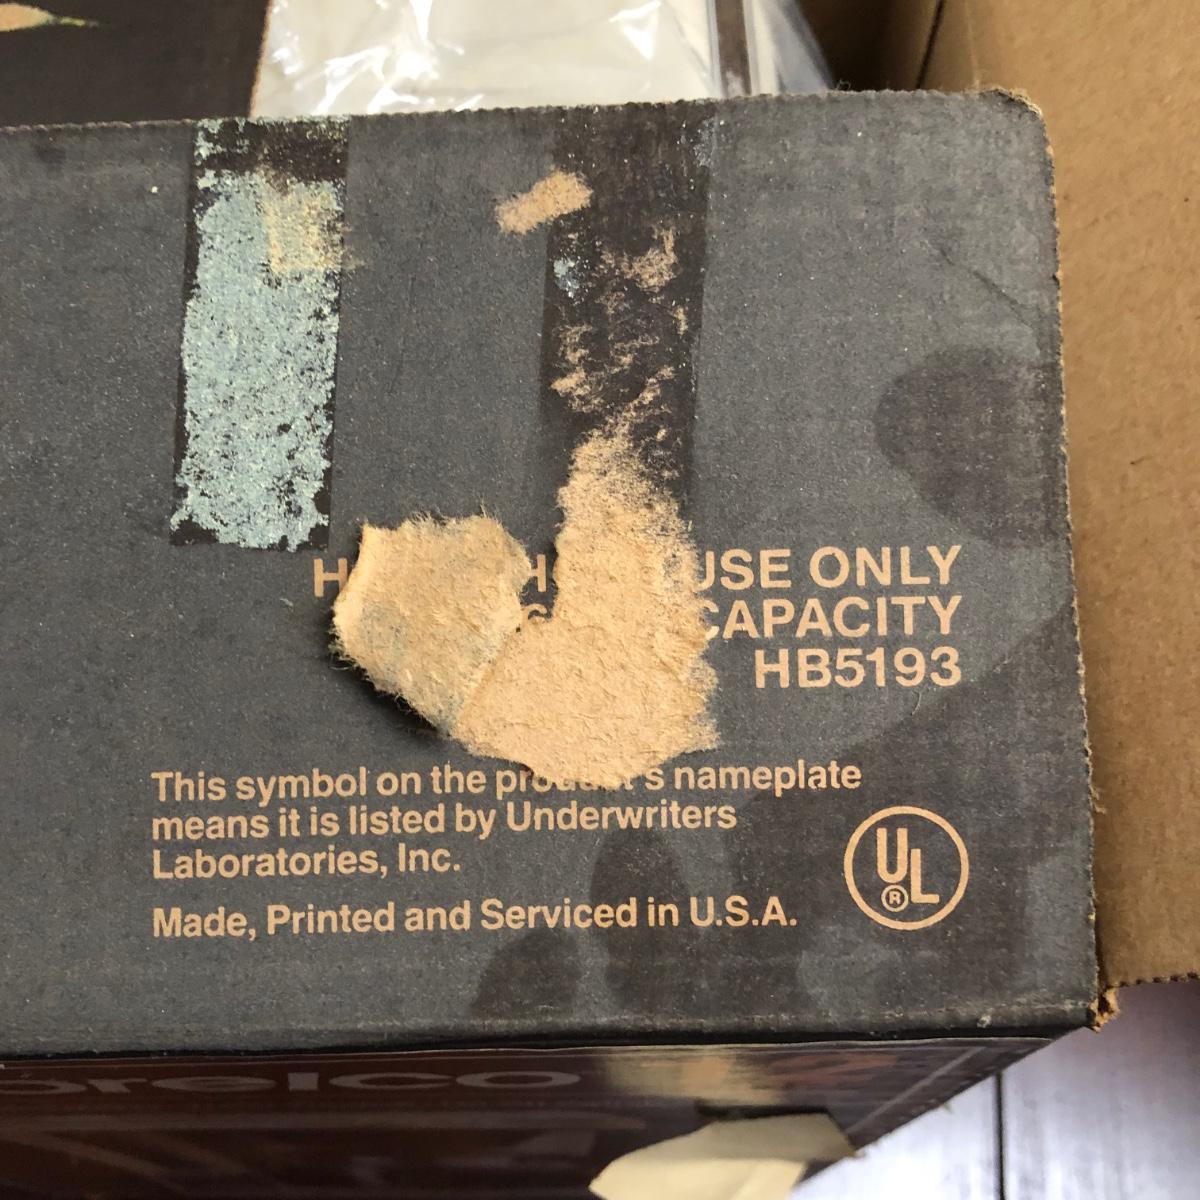 USE ONLY
CAPACITY
HB5193
This symbol on the product's nameplate
means it is listed by Underwriters
Laboratories, Inc.
Made, Printed and Serviced in U.S.A.
UL
®